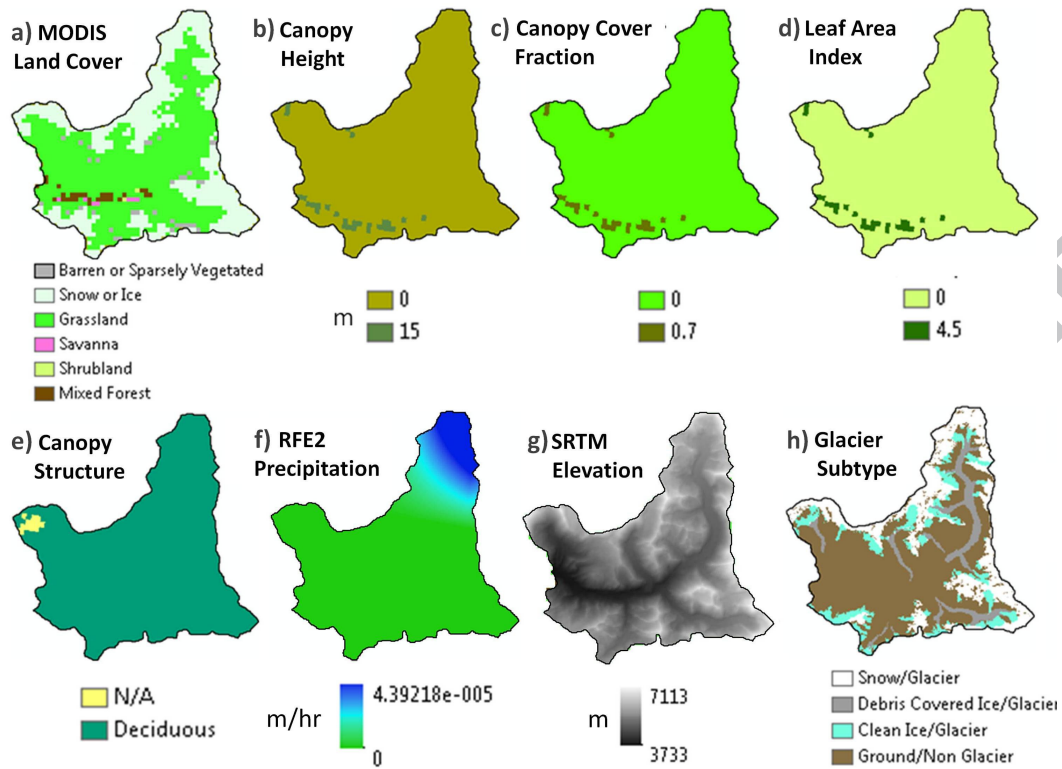 a) MODIS
Land Cover
b) Canopy
Height
c) Canopy Cover
Fraction
d) Leaf Area
Index
Barren or Sparsely Vegetated
Snow or Ice
Grassland
Savanna
Shrubland
Mixed Forest
m
0
15
0
0.7
0
4.5
e) Canopy
Structure
f) RFE2
Precipitation
g) SRTM
Elevation
h) Glacier
Subtype
N/A
Deciduous
m/hr
4.39218e-005
0
m
7113
3733
Snow/Glacier
Debris Covered Ice/Glacier
Clean Ice/Glacier
Ground/Non Glacier